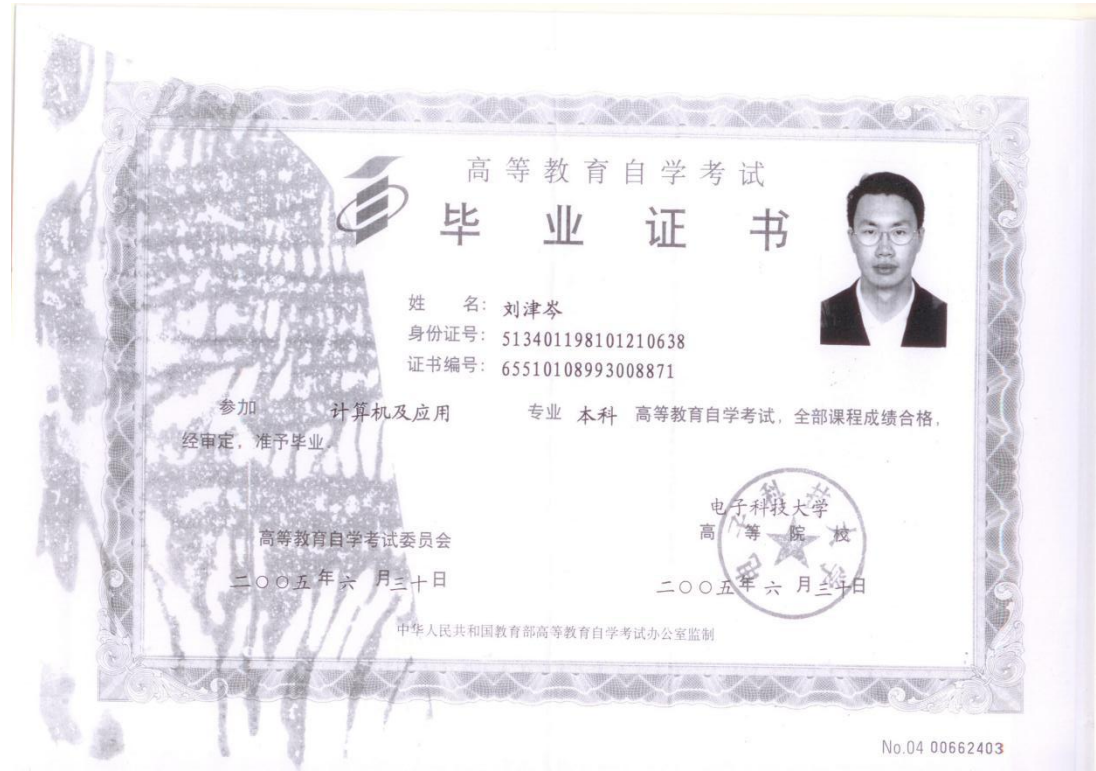 高等教育自学考试
毕业证书
姓 名：刘津岑
身份证号：513401198101210638
证书编号：65510108993008871
参加 计算机及应用 专业 本科 高等教育自学考试，全部课程成绩合格，
经审定，准予毕业。
电子科技大学
高等教育自学考试委员会
高 等 院 校
二〇〇五年六月三十日
二〇〇五年六月三十日
电子科技大学
中华人民共和国教育部高等教育自学考试办公室监制
No.04 00662403